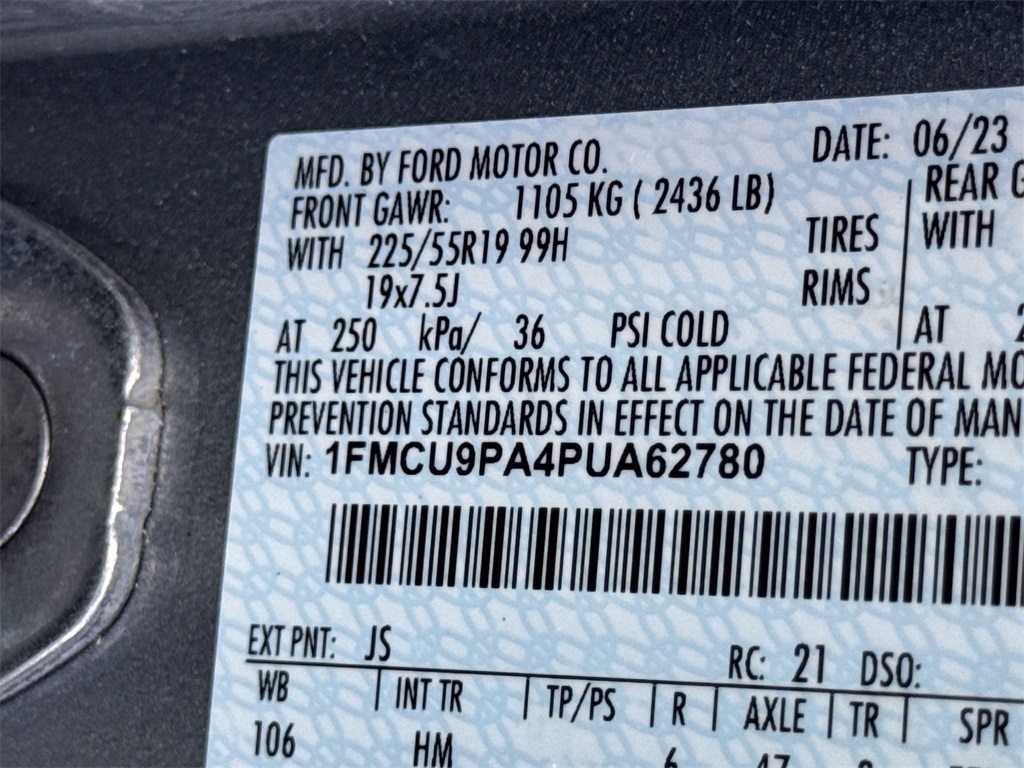 MFD. BY FORD MOTOR CO. DATE: 06/23
FRONT GAWR: 1105 KG ( 2436 LB) REAR
WITH 225/55R19 99H TIRES WITH
19x7.5J RIMS
AT 250 kPa/ 36 PSI COLD AT
THIS VEHICLE CONFORMS TO ALL APPLICABLE FEDERAL
PREVENTION STANDARDS IN EFFECT ON THE DATE OF
VIN: 1FMCU9PA4PUA62780 TYPE:
EXT PNT: JS RC: 21 DSO:
WB INT TR TP/PS R AXLE TR SPR
106 HM